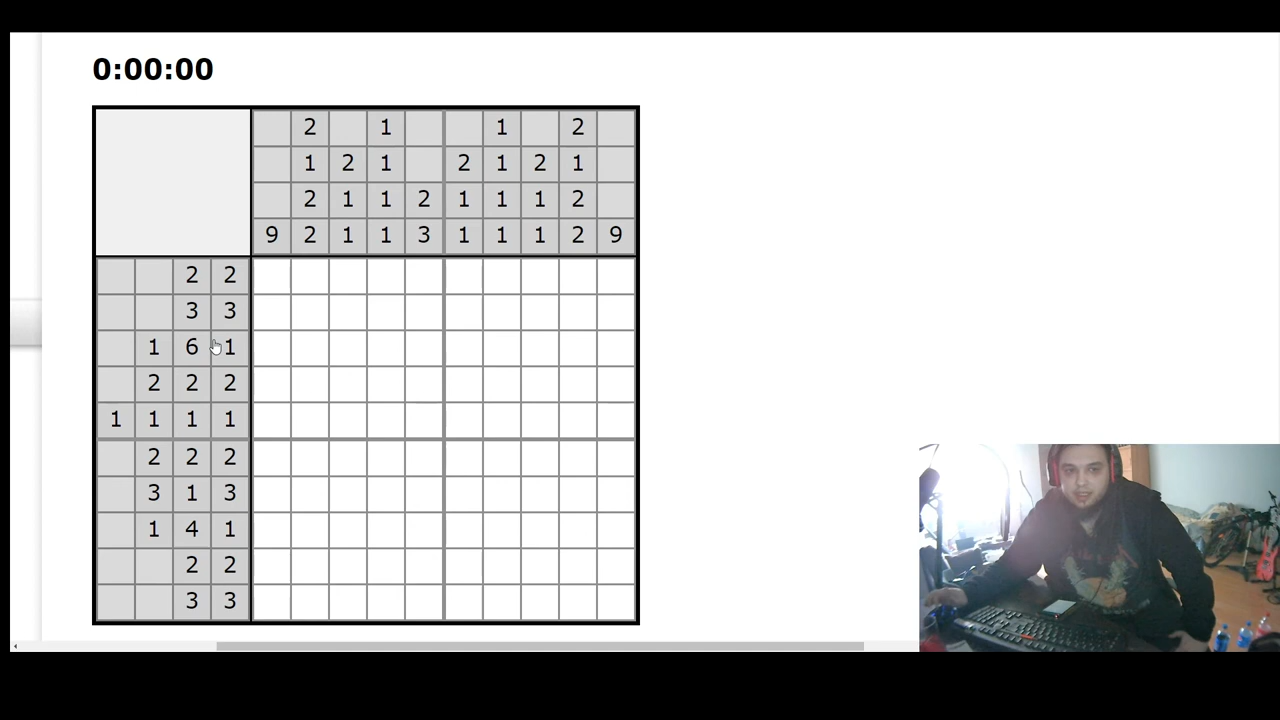 0:00:00
2 1 1 2
1 2 1 2 1 2 1
2 1 1 2 1 1 1 2
9 2 1 1 3 1 1 1 2 9
2 2
3 3
1 6 1
2 2 2
1 1 1 1
2 2 2
3 1 3
1 4 1
2 2
3 3